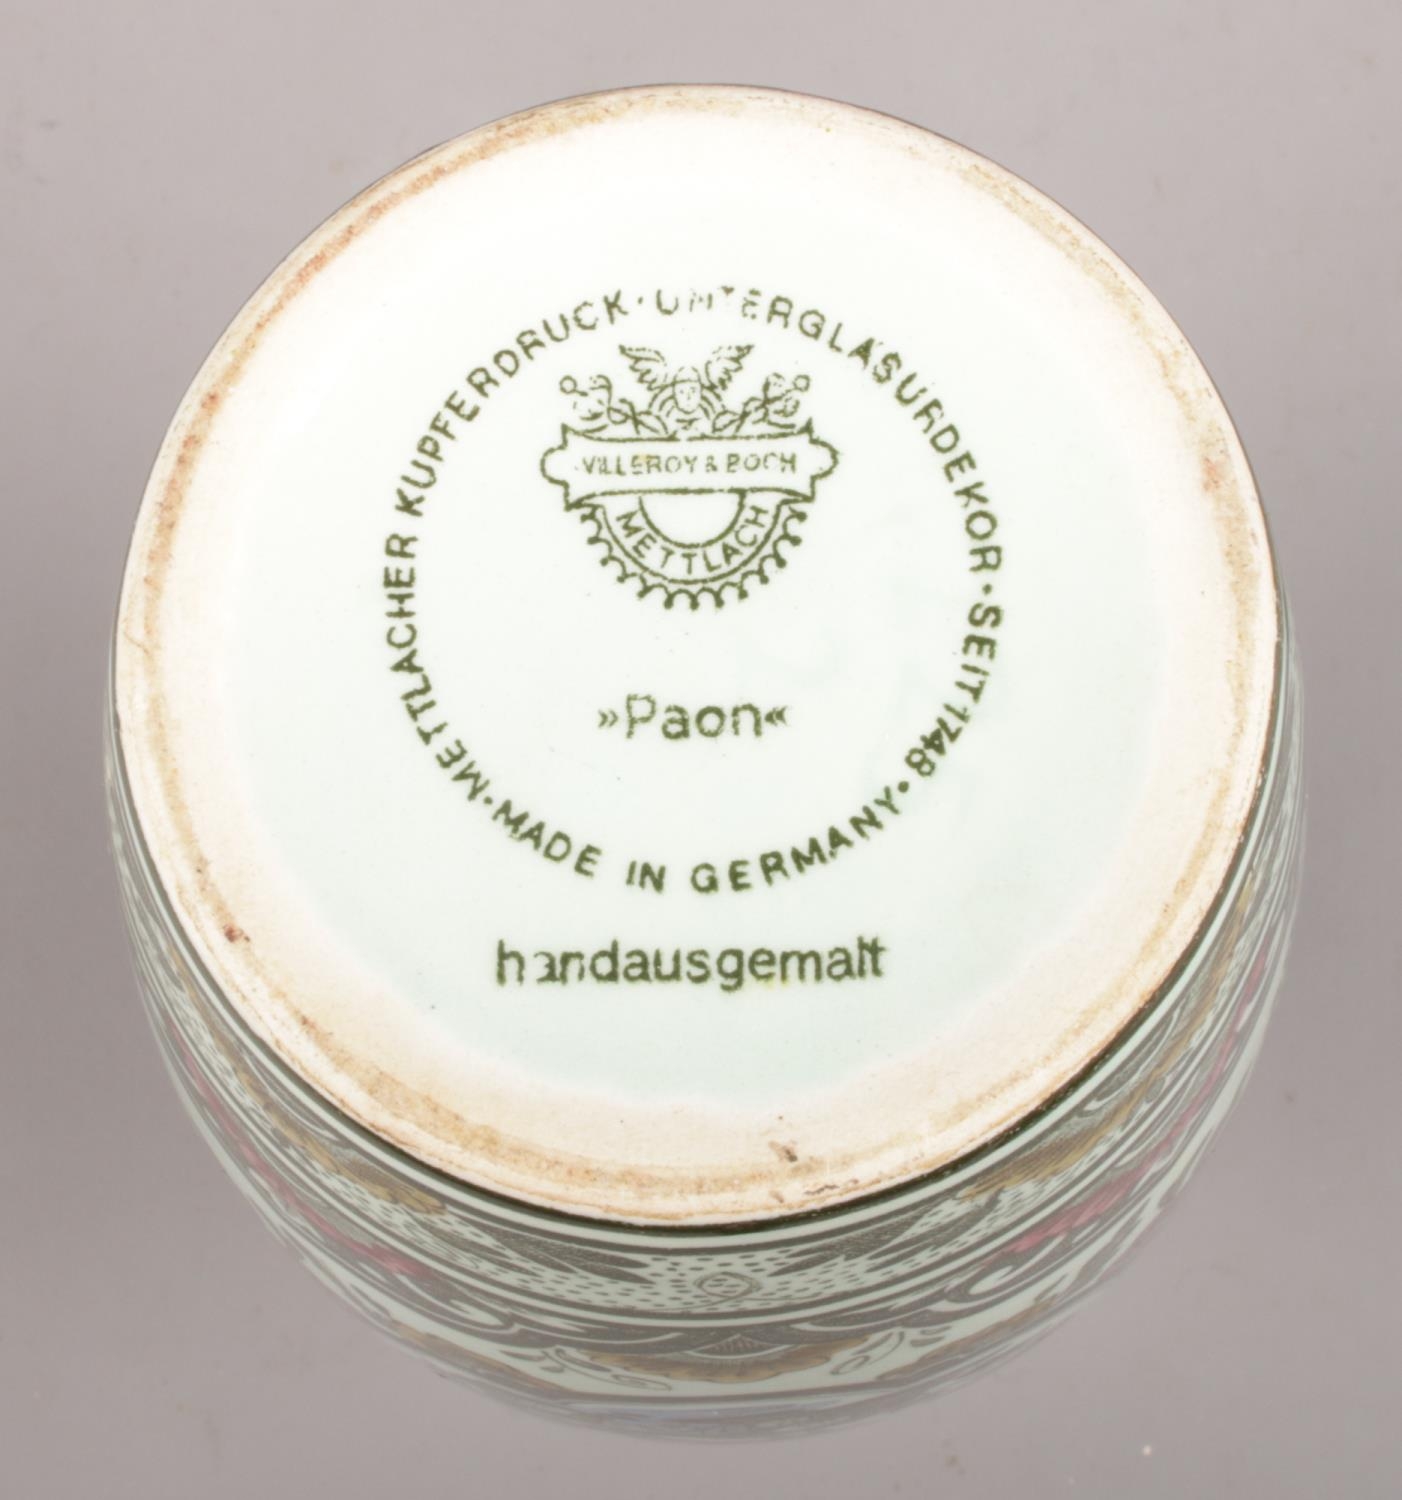 METTLACHER KUPFERDRUCK · UNTERGLASURDEKOR · SEIT 1748 · MADE IN GERMANY ·
VILLEROY & BOCH
METTLACH
»Paon«
handausgemalt